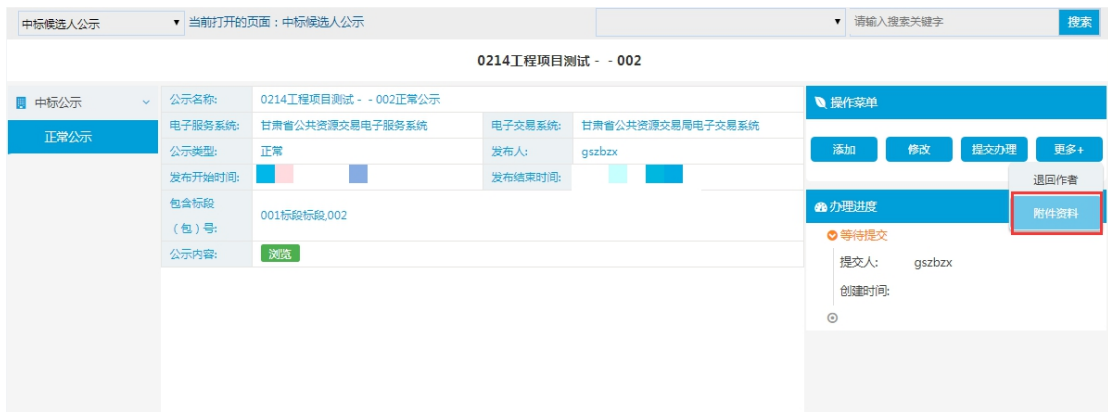 中标候选人公示
当前打开的页面：中标候选人公示
请输入搜索关键字
搜索
0214工程项目测试 - - 002
中标公示
正常公示
公示名称: 0214工程项目测试 - - 002正常公示
电子服务系统: 甘肃省公共资源交易电子服务系统 电子交易系统: 甘肃省公共资源交易局电子交易系统
公示类型: 正常 发布人: gszbzx
发布开始时间: 发布结束时间:
包含标段
（包）号:
001标段标段,002
公示内容: 浏览
操作菜单
添加 修改 提交办理 更多+
退回作者
附件资料
办理进度
等待提交
提交人: gszbzx
创建时间: